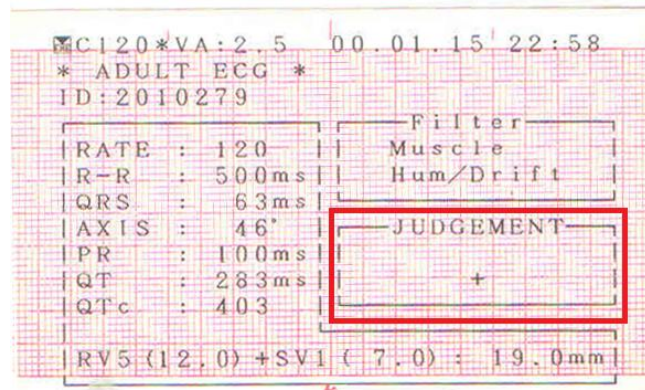 C120*VA:2.5 00.01.15 22:58
* ADULT ECG *
ID:2010279
Filter
RATE : 120 Muscle
R-R : 500ms Hum/Drift
QRS : 63ms
AXIS : 46° JUDGEMENT
PR : 100ms
QT : 283ms +
QTc : 403
RV5 (12.0) +SV1 ( 7.0) : 19.0mm